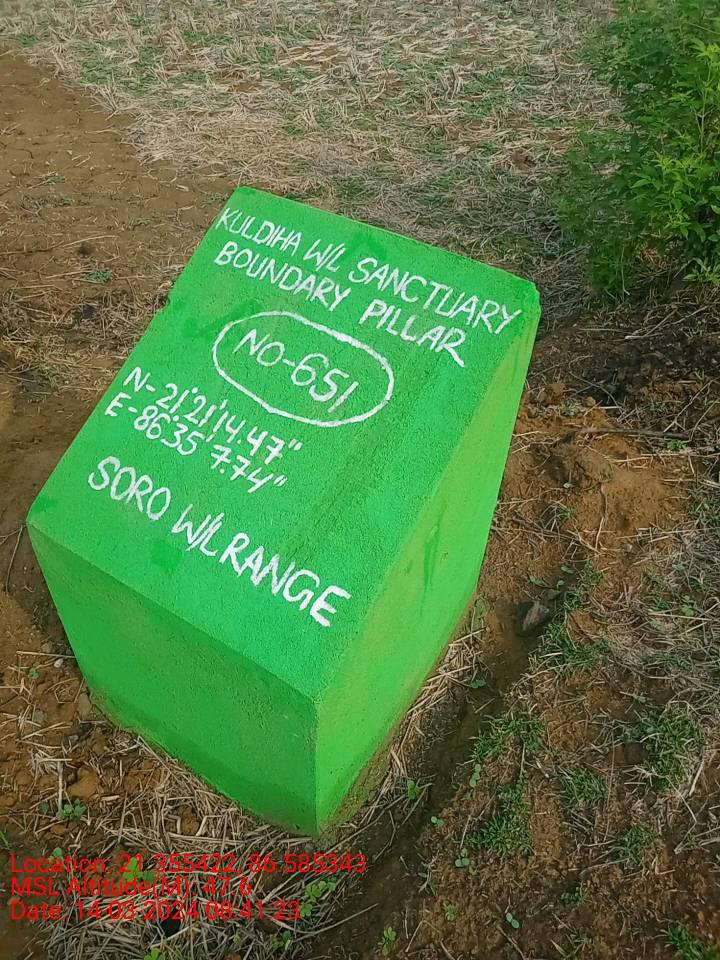 KULDIHA W/L SANCTUARY
BOUNDARY PILLAR
NO-651
N-21°21'14.47"
E-86°35'7.74"
SORO W/L RANGE
Location: 21.355422, 86.585343
MSL Altitude(M): 47.6
Date: 14-03-2024 08:41:23